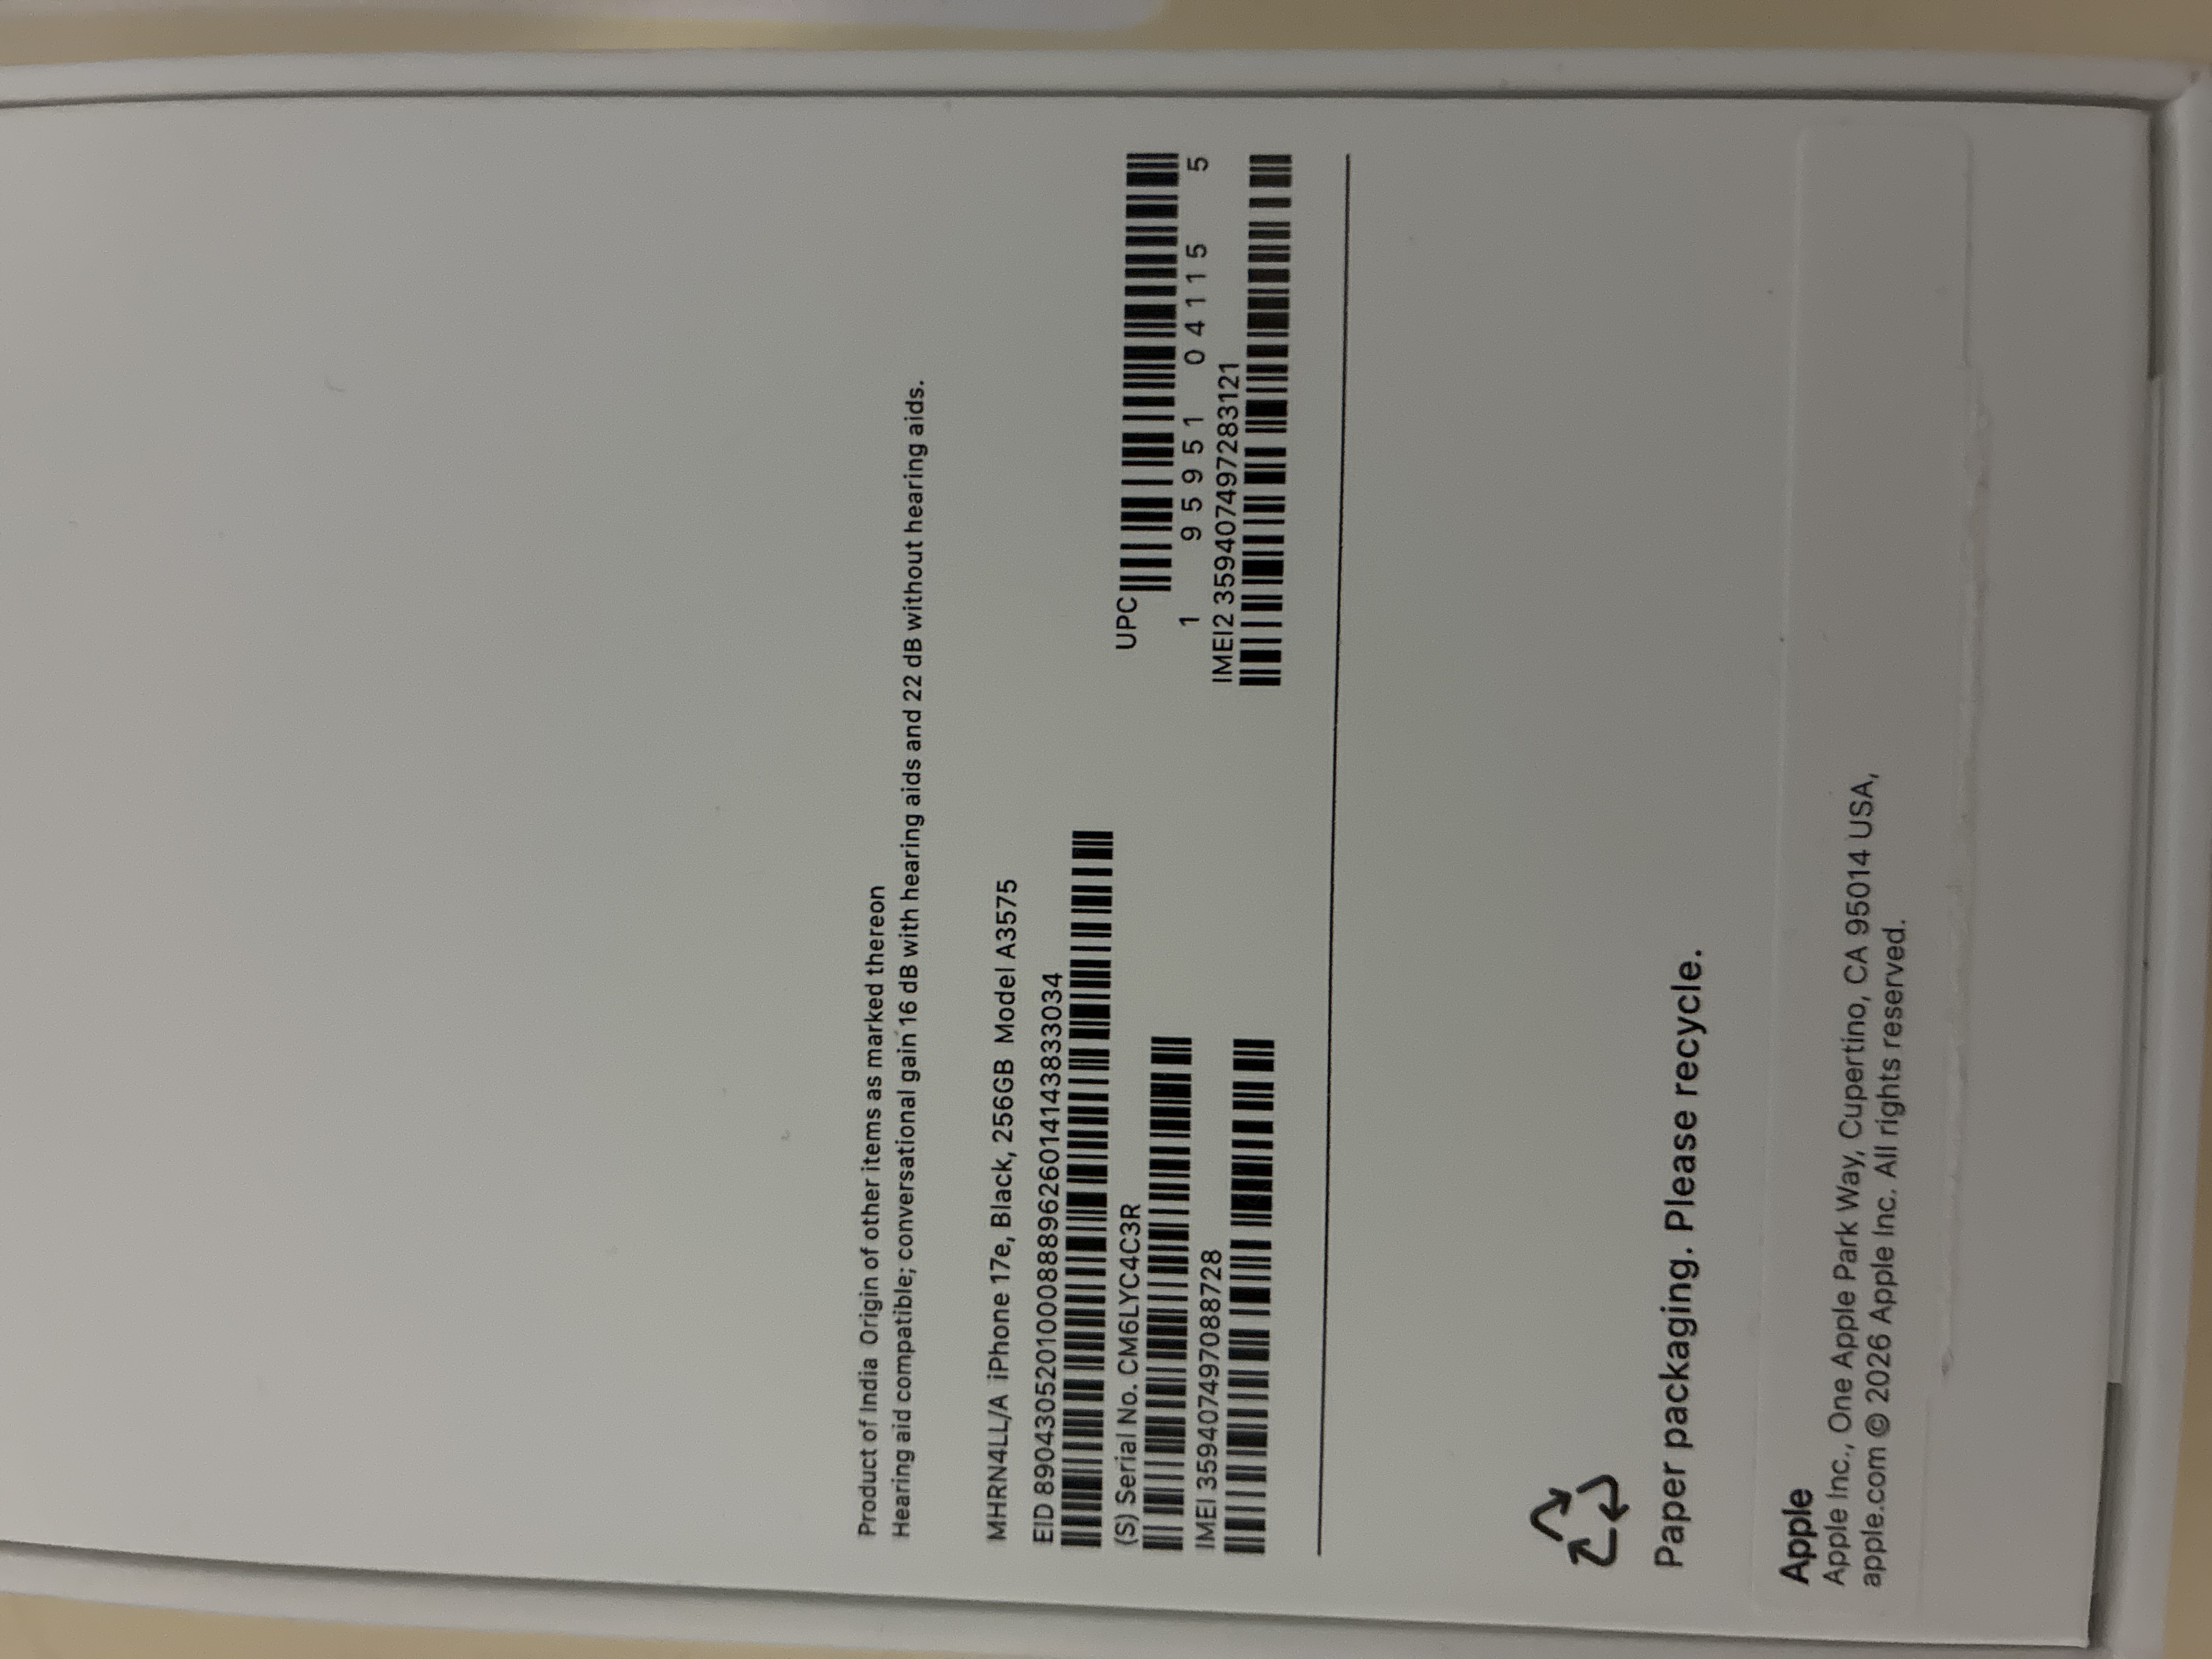 Product of India Origin of other items as marked thereon
Hearing aid compatible; conversational gain 16 dB with hearing aids and 22 dB without hearing aids.
MHRN4LL/A iPhone 17e, Black, 256GB Model A3575
EID 89043052010008889626014143833034
(S) Serial No. CM6LYC4C3R
UPC
1 95951 04115 5
IMEI 359407497088728
IMEI2 359407497283121
Paper packaging. Please recycle.
Apple
Apple Inc., One Apple Park Way, Cupertino, CA 95014 USA,
apple.com © 2026 Apple Inc. All rights reserved.